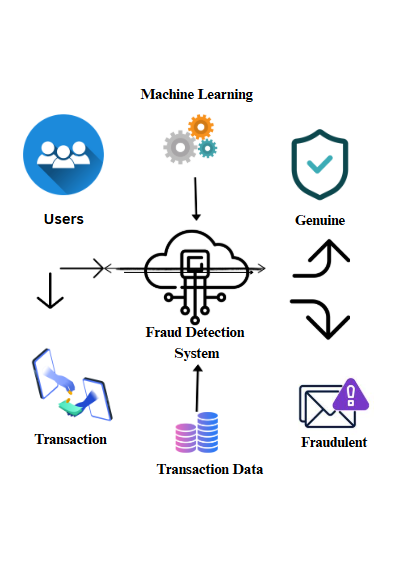 Machine Learning
Users
Genuine
Fraud Detection
System
Transaction
Fraudulent
Transaction Data